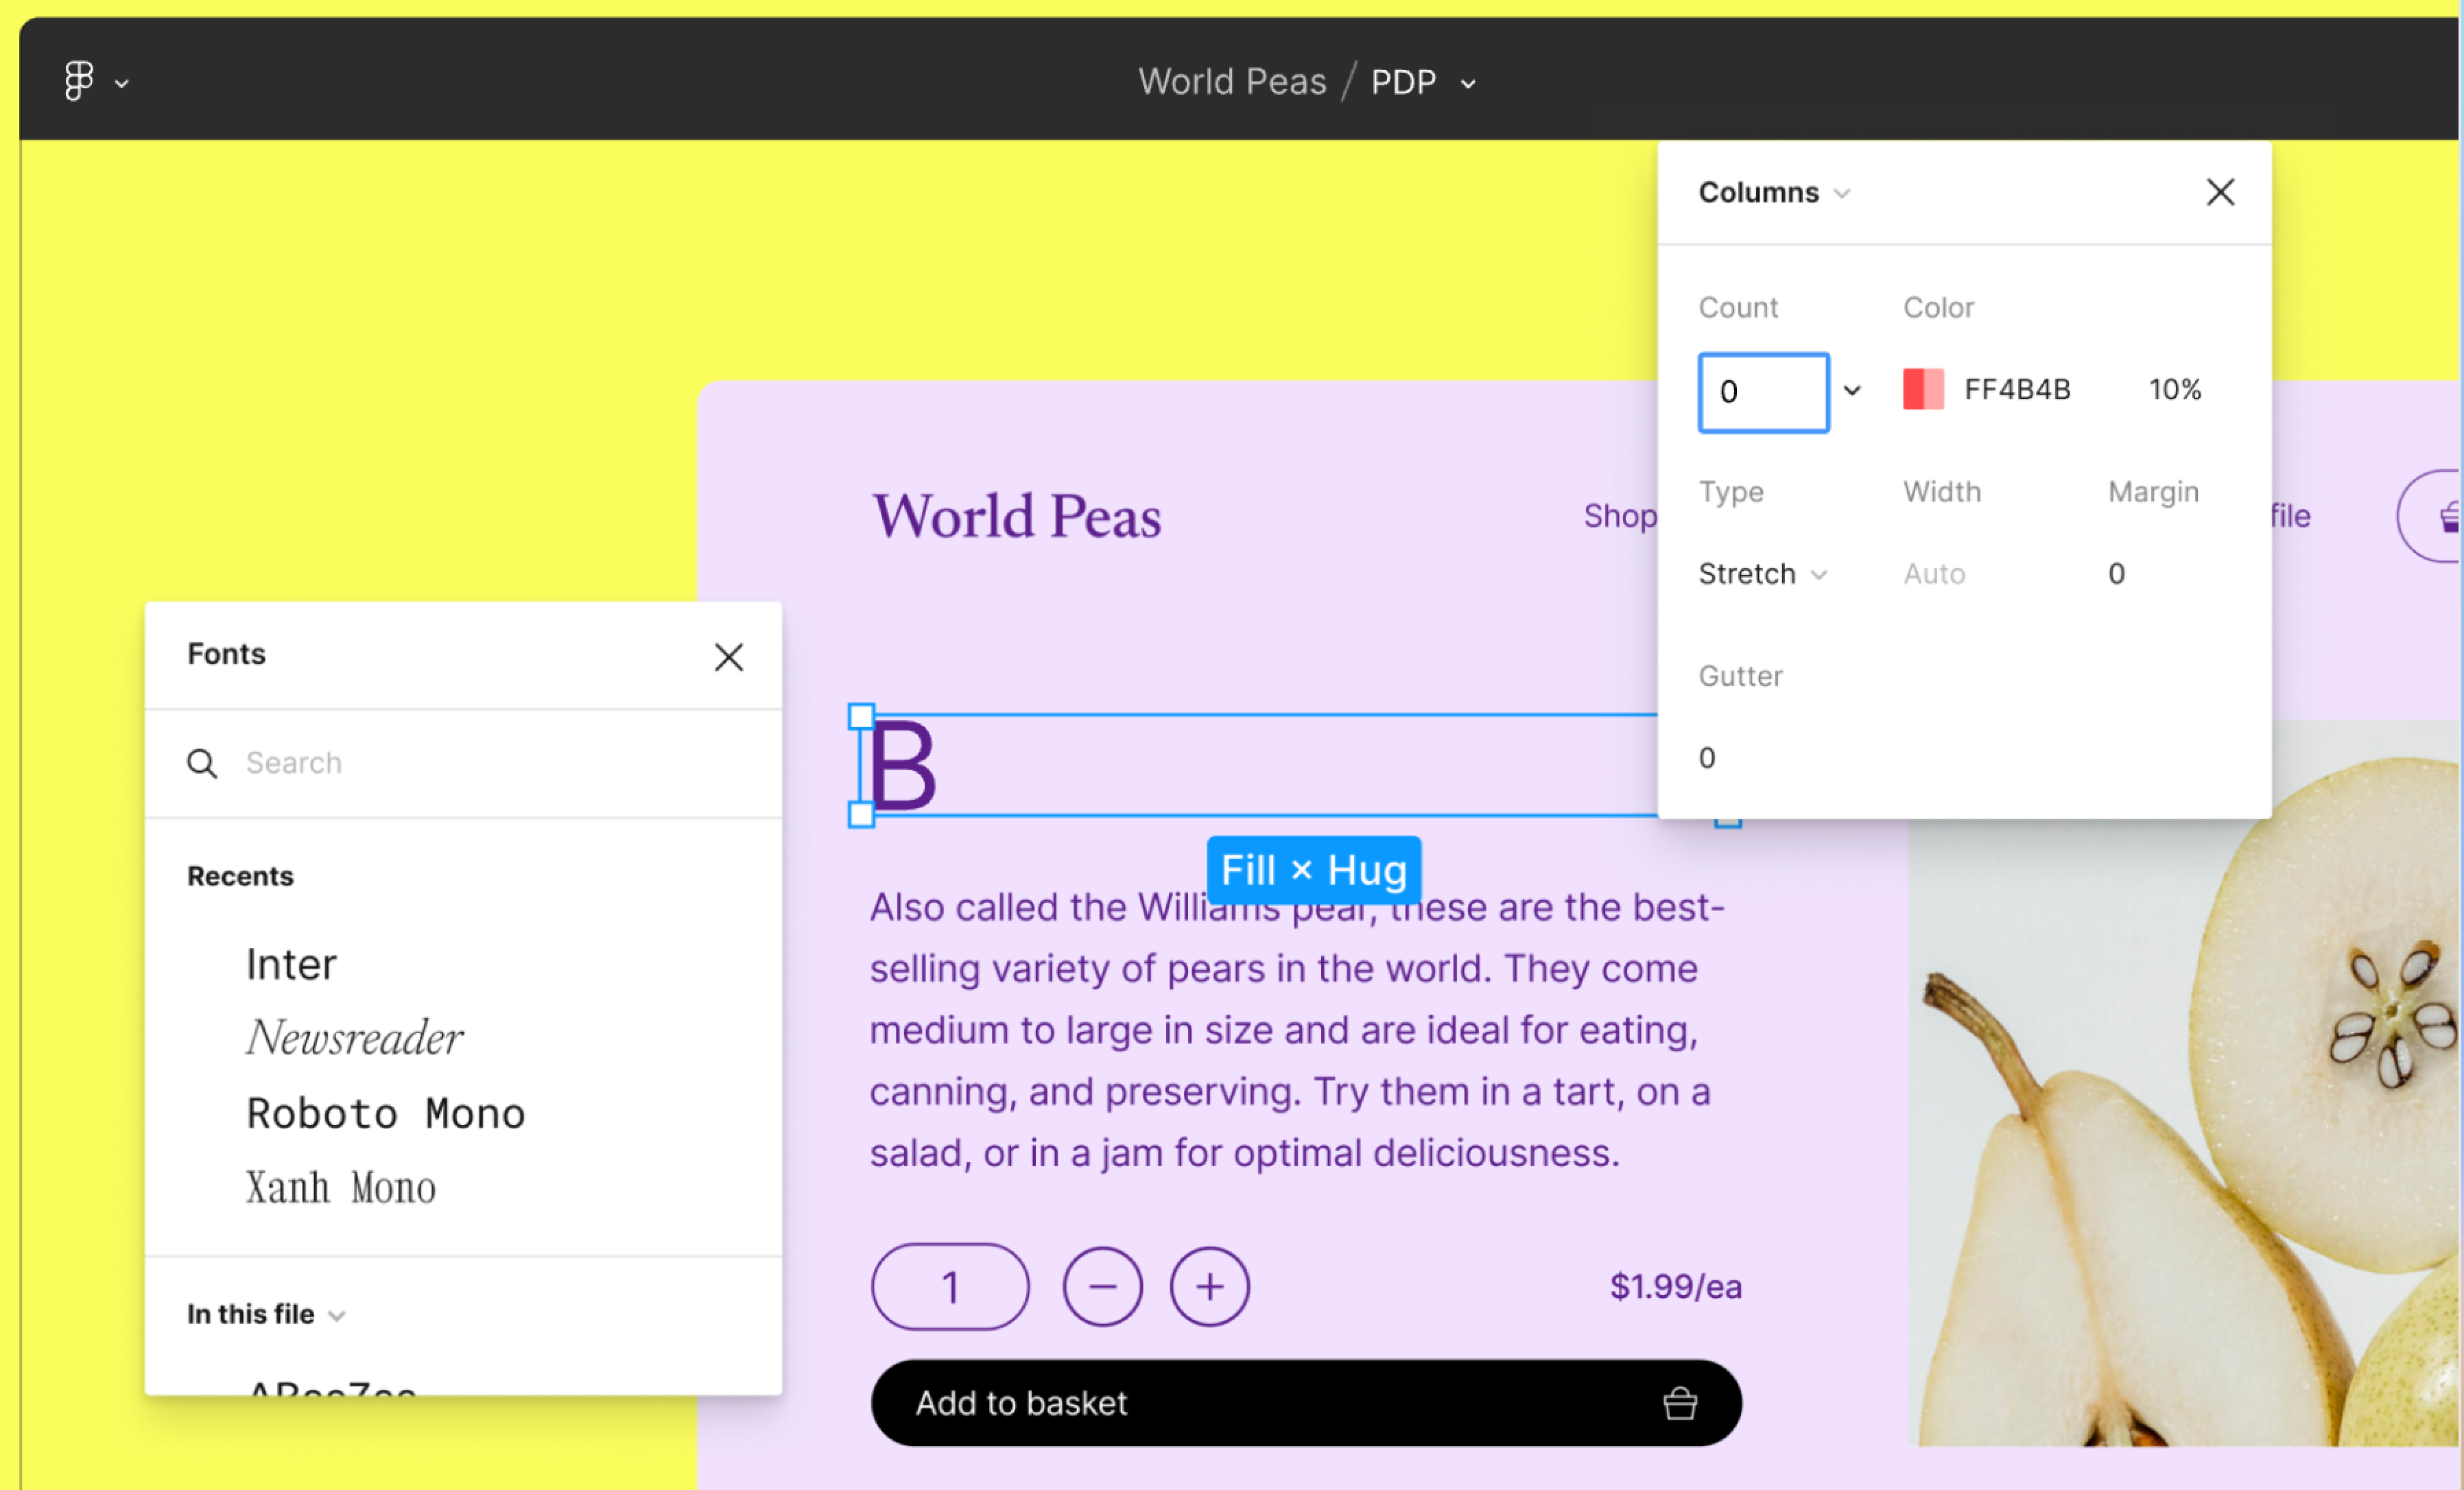 World Peas / PDP
Columns
Count Color
0 FF4B4B 10%
Type Width Margin
Stretch Auto 0
Gutter
0
World Peas
Shop
file
Fonts
Search
Recents
Inter
Newsreader
Roboto Mono
Xanh Mono
In this file
B
Fill × Hug
Also called the Williams pear, these are the best-
selling variety of pears in the world. They come
medium to large in size and are ideal for eating,
canning, and preserving. Try them in a tart, on a
salad, or in a jam for optimal deliciousness.
1 − +
$1.99/ea
Add to basket